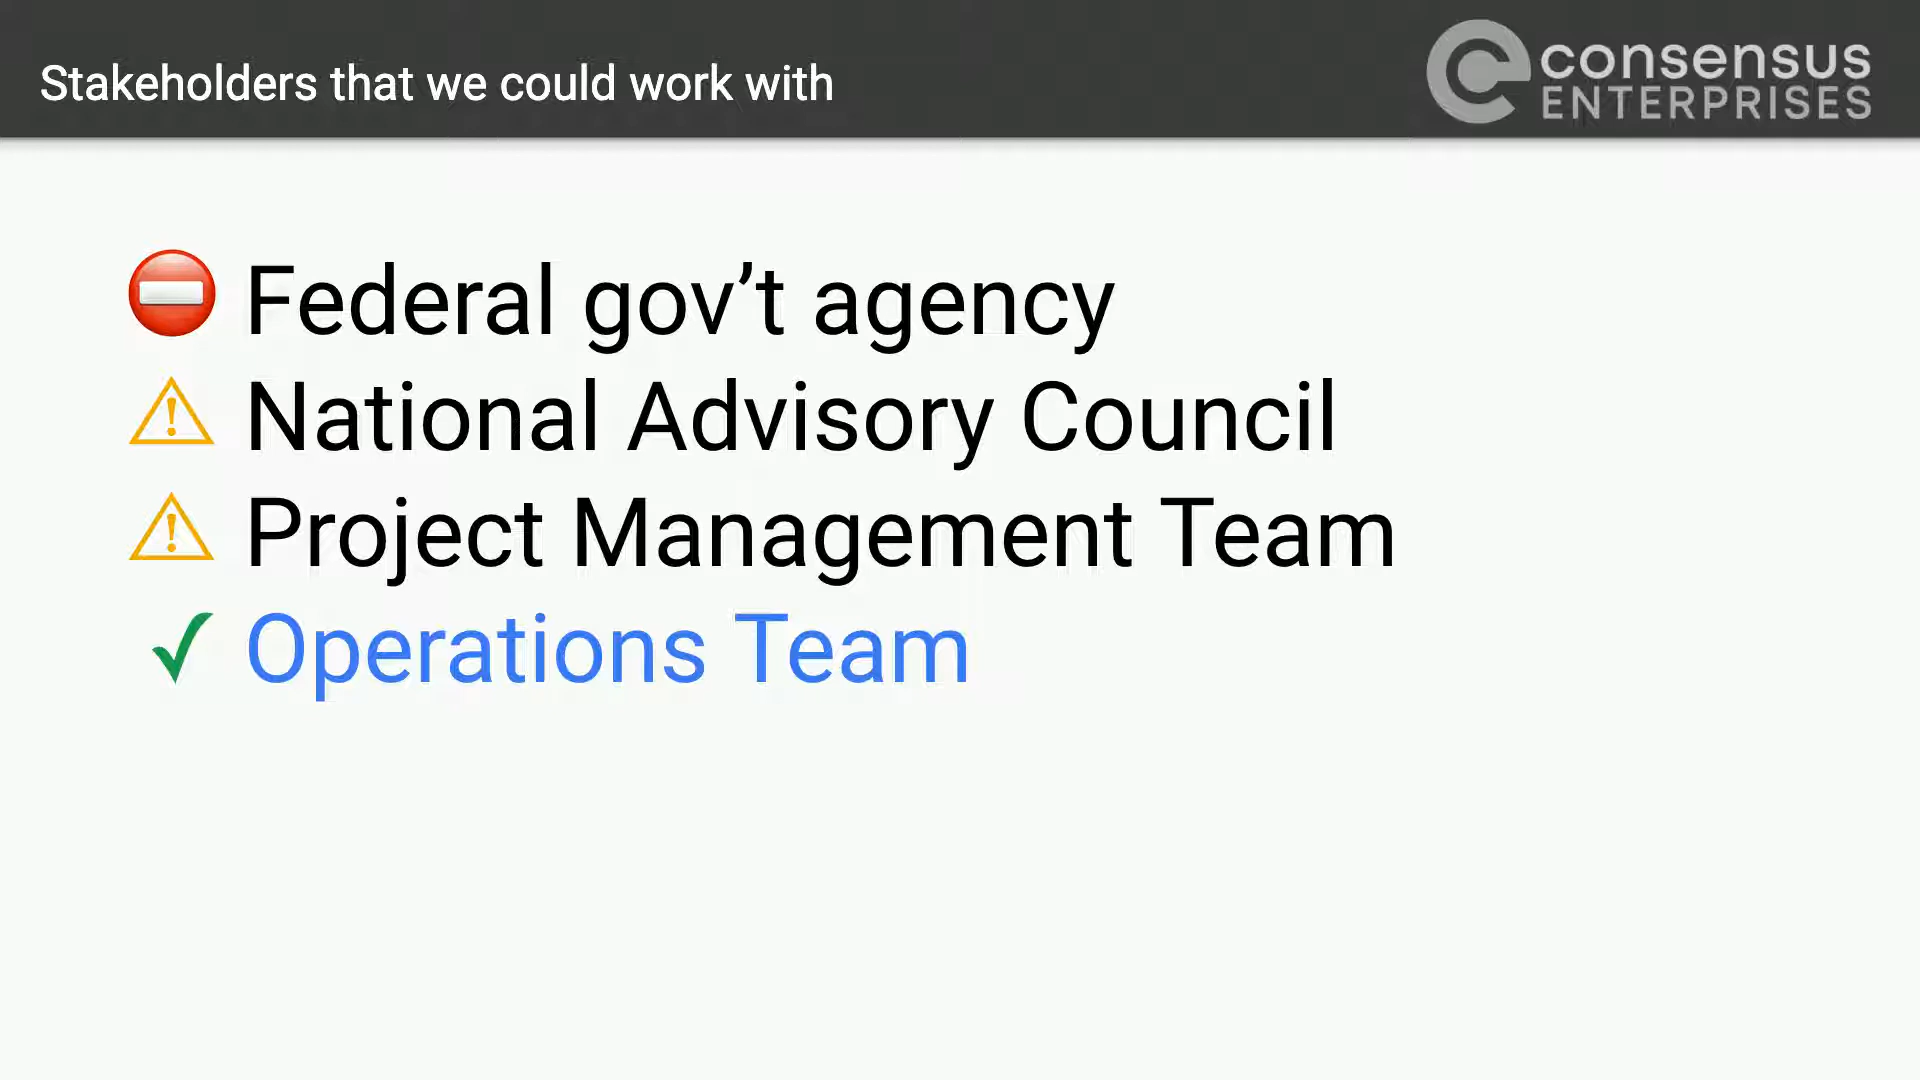 Stakeholders that we could work with
consensus
ENTERPRISES
⛔ Federal gov’t agency
⚠ National Advisory Council
⚠ Project Management Team
✓ Operations Team